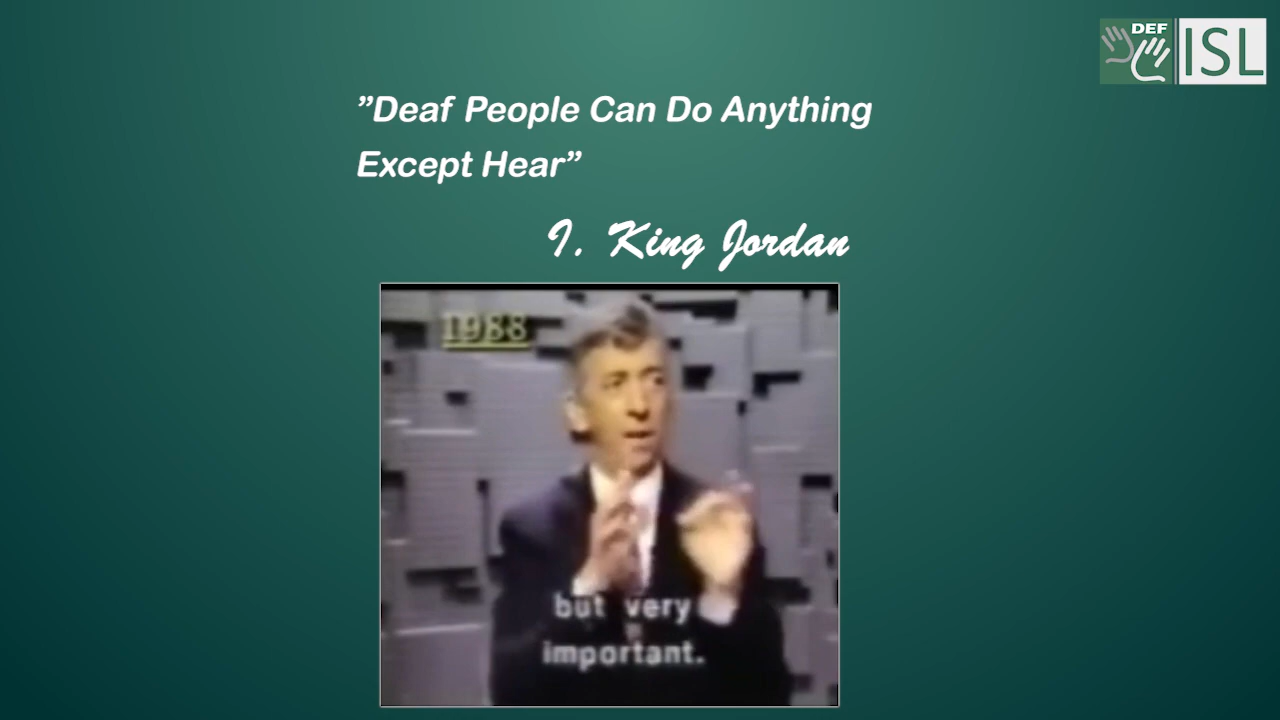 DEF
ISL
”Deaf People Can Do Anything
Except Hear”
I. King Jordan
1988
but very
important.